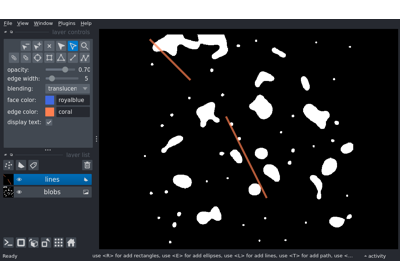 File View Window Plugins Help
layer controls
opacity: 0.70
edge width: 5
blending: translucen
face color: royalblue
edge color: coral
display text:
layer list
lines
blobs
Ready
use <R> for add rectangles, use <E> for add ellipses, use <L> for add lines, use <T> for add path, use <...
activity